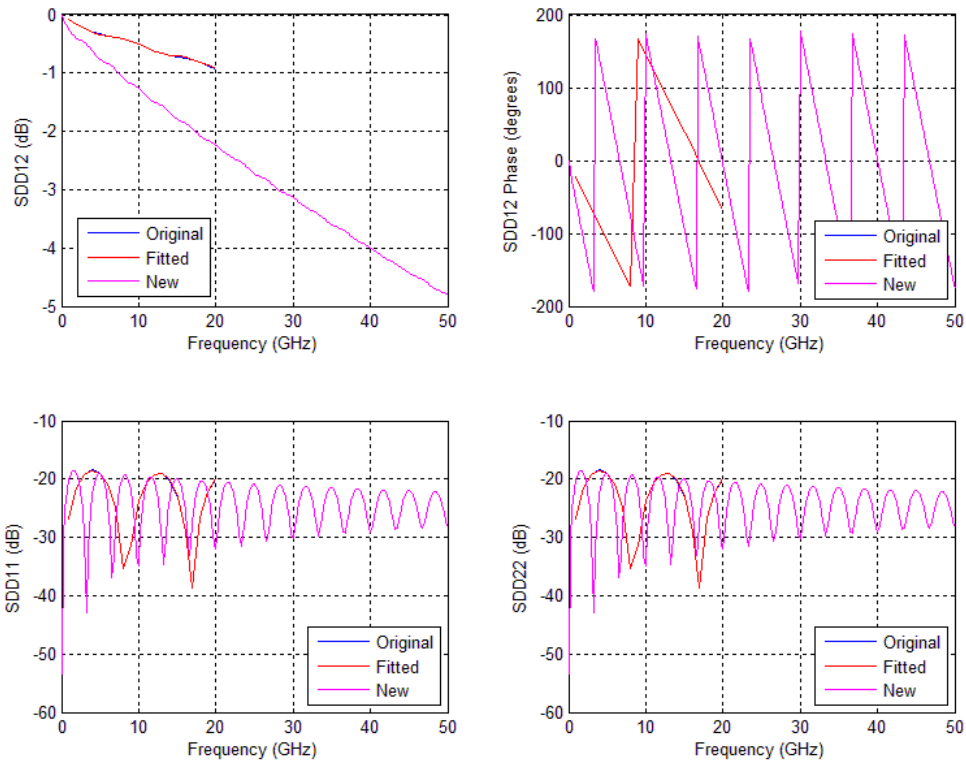 0
-1
-2
-3
-4
-5
SDD12 (dB)
Original
Fitted
New
0 10 20 30 40 50
Frequency (GHz)
200
100
0
-100
-200
SDD12 Phase (degrees)
Original
Fitted
New
0 10 20 30 40 50
Frequency (GHz)
-10
-20
-30
-40
-50
-60
SDD11 (dB)
Original
Fitted
New
0 10 20 30 40 50
Frequency (GHz)
-10
-20
-30
-40
-50
-60
SDD22 (dB)
Original
Fitted
New
0 10 20 30 40 50
Frequency (GHz)